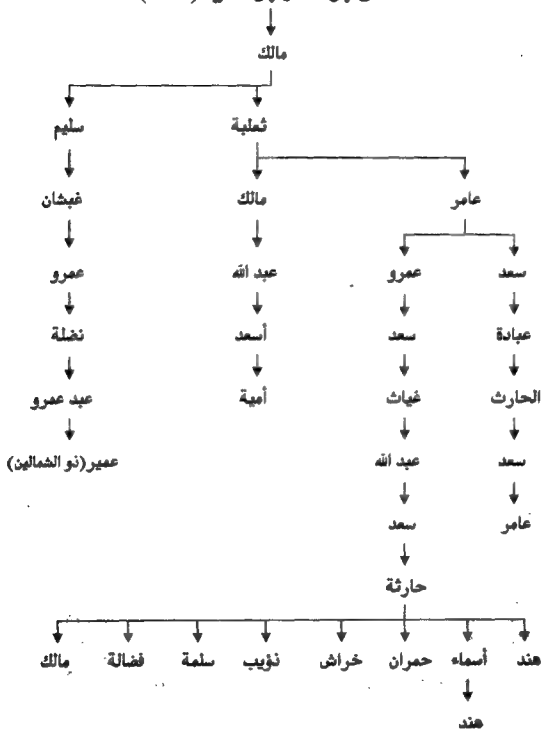 مالك
ثعلبة سليم
عامر مالك غبشان
سعد عمرو عبد الله عمرو
عبادة سعد أسعد نضلة
الحارث غياث أمية عبد عمرو
سعد عبد الله عمير (ذو الشمالين)
عامر سعد
حارثة
هند أسماء حمران خراش نؤيب سلمة فضالة مالك
هند